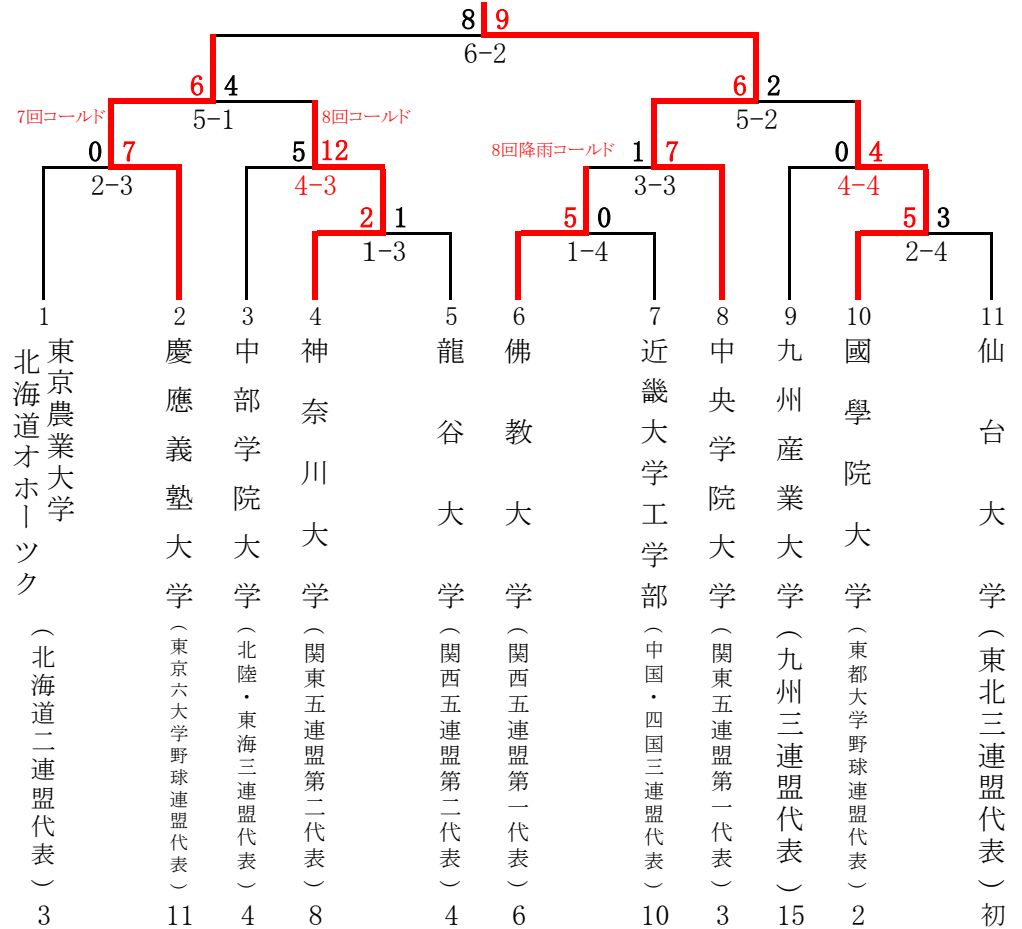 8 9
6-2
6 4
5-1
6 2
5-2
7回コールド
8回コールド
8回降雨コールド
0 7
2-3
5 12
4-3
1 7
3-3
0 4
4-4
2 1
1-3
5 0
1-4
5 3
2-4
1 2 3 4 5 6 7 8 9 10 11
東京農業大学
北海道オホーツク
(北海道二連盟代表)
3
慶應義塾大学
(東京六大学野球連盟代表)
11
中部学院大学
(北陸・東海三連盟代表)
4
神奈川大学
(関東五連盟第二代表)
8
龍谷大学
(関西五連盟第二代表)
4
佛教大学
(関西五連盟第一代表)
6
近畿大学工学部
(中国・四国三連盟代表)
10
中央学院大学
(関東五連盟第一代表)
3
九州産業大学
(九州三連盟代表)
15
國學院大学
(東都大学野球連盟代表)
2
仙台大学
(東北三連盟代表)
初